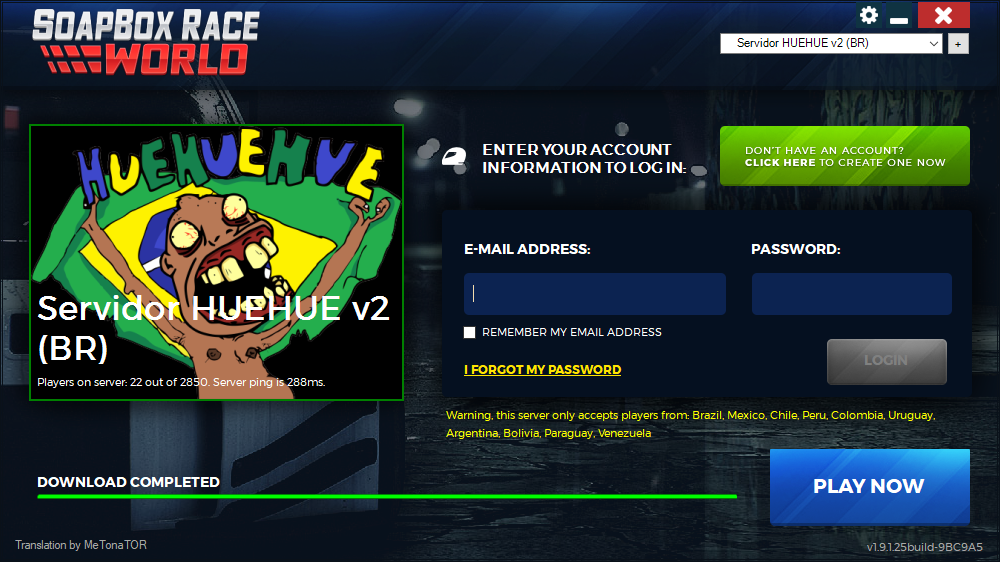 SOAPBOX RACE
WORLD
Servidor HUEHUE v2 (BR)
+
HUEHUEHUE
Servidor HUEHUE v2
(BR)
Players on server: 22 out of 2850. Server ping is 288ms.
ENTER YOUR ACCOUNT
INFORMATION TO LOG IN:
DON'T HAVE AN ACCOUNT?
CLICK HERE TO CREATE ONE NOW
E-MAIL ADDRESS:
PASSWORD:
REMEMBER MY EMAIL ADDRESS
I FORGOT MY PASSWORD
LOGIN
Warning, this server only accepts players from: Brazil, Mexico, Chile, Peru, Colombia, Uruguay,
Argentina, Bolivia, Paraguay, Venezuela
DOWNLOAD COMPLETED
PLAY NOW
Translation by MeTonaTOR
v1.9.1.25build-9BC9A5